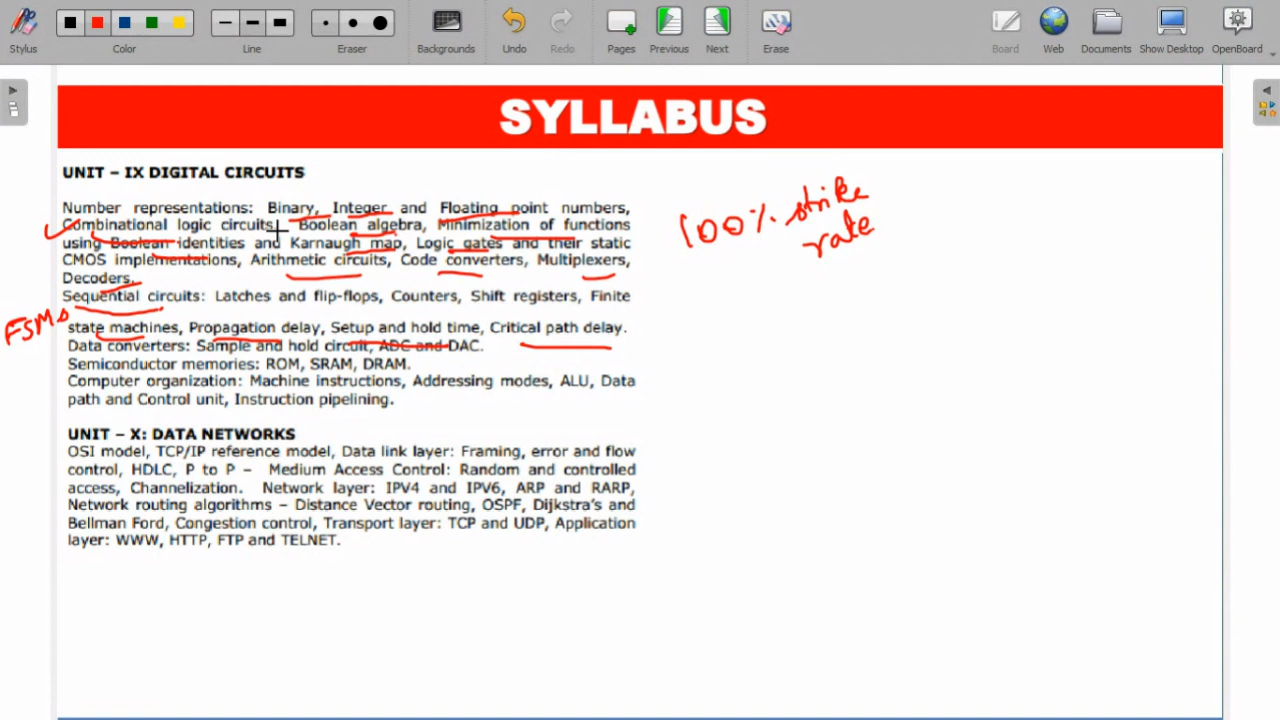 Stylus Color Line Eraser Backgrounds Undo Redo Pages Previous Next Erase Board Web Documents Show Desktop OpenBoard
SYLLABUS
UNIT – IX DIGITAL CIRCUITS
Number representations: Binary, Integer and Floating point numbers,
Combinational logic circuits: Boolean algebra, Minimization of functions
using Boolean identities and Karnaugh map, Logic gates and their static
CMOS implementations, Arithmetic circuits, Code converters, Multiplexers,
Decoders.
Sequential circuits: Latches and flip-flops, Counters, Shift registers, Finite
state machines, Propagation delay, Setup and hold time, Critical path delay.
Data converters: Sample and hold circuit, ADC and DAC.
Semiconductor memories: ROM, SRAM, DRAM.
Computer organization: Machine instructions, Addressing modes, ALU, Data
path and Control unit, Instruction pipelining.
UNIT – X: DATA NETWORKS
OSI model, TCP/IP reference model, Data link layer: Framing, error and flow
control, HDLC, P to P – Medium Access Control: Random and controlled
access, Channelization. Network layer: IPV4 and IPV6, ARP and RARP,
Network routing algorithms – Distance Vector routing, OSPF, Dijkstra's and
Bellman Ford, Congestion control, Transport layer: TCP and UDP, Application
layer: WWW, HTTP, FTP and TELNET.
FSMs
100% strike
rate